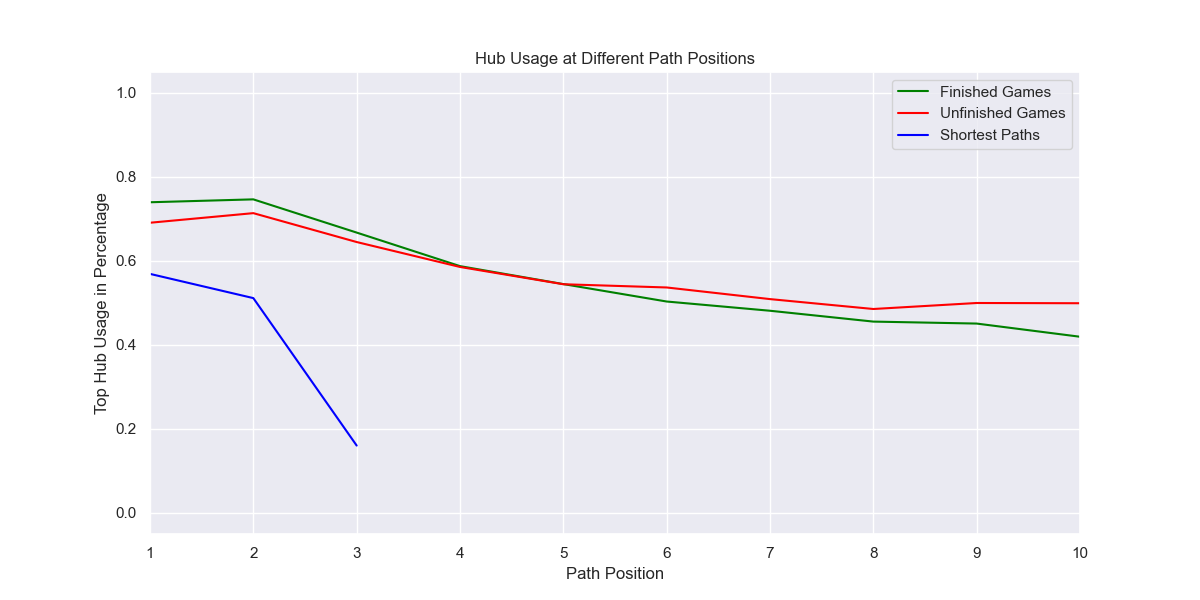 Hub Usage at Different Path Positions
Finished Games
Unfinished Games
Shortest Paths
Top Hub Usage in Percentage
1.0
0.8
0.6
0.4
0.2
0.0
1 2 3 4 5 6 7 8 9 10
Path Position